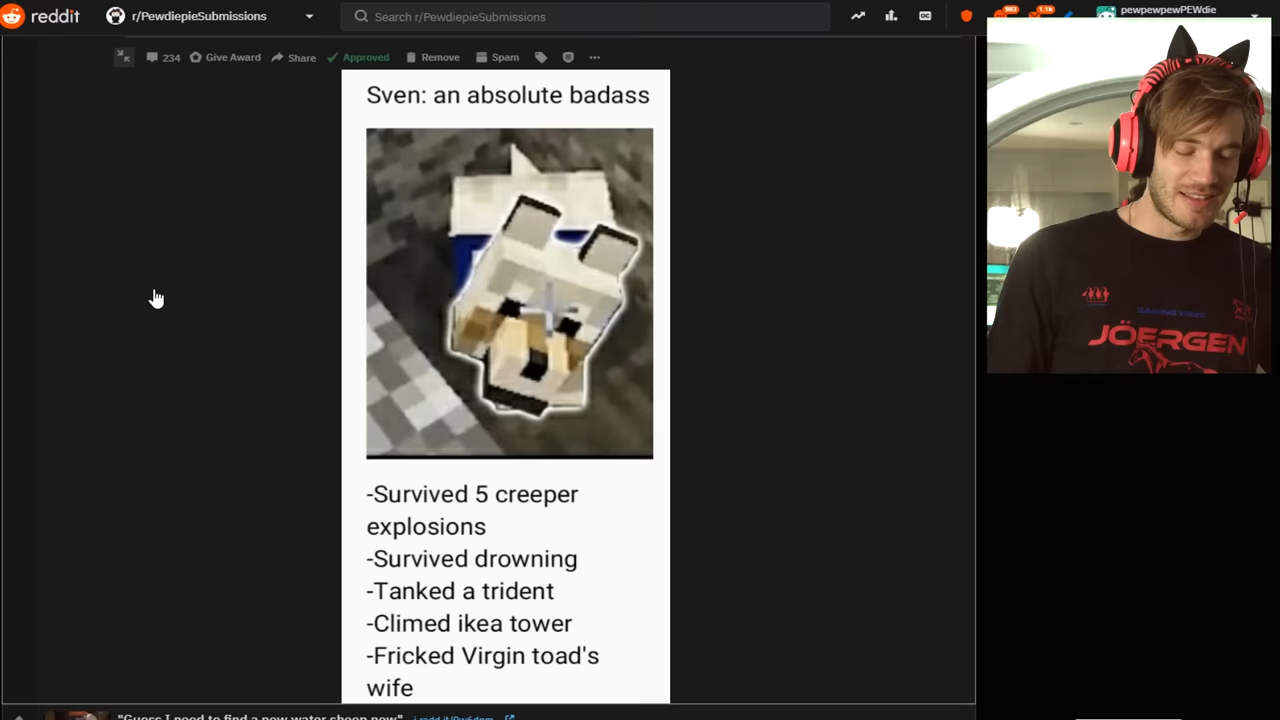 reddit
r/PewdiepieSubmissions
Search r/PewdiepieSubmissions
pewpewpewPEWdie
234 Give Award Share Approved Remove Spam
Sven: an absolute badass
-Survived 5 creeper
explosions
-Survived drowning
-Tanked a trident
-Climed ikea tower
-Fricked Virgin toad's
wife
JÖERGEN
"Guess I need to find a new water sheep now"